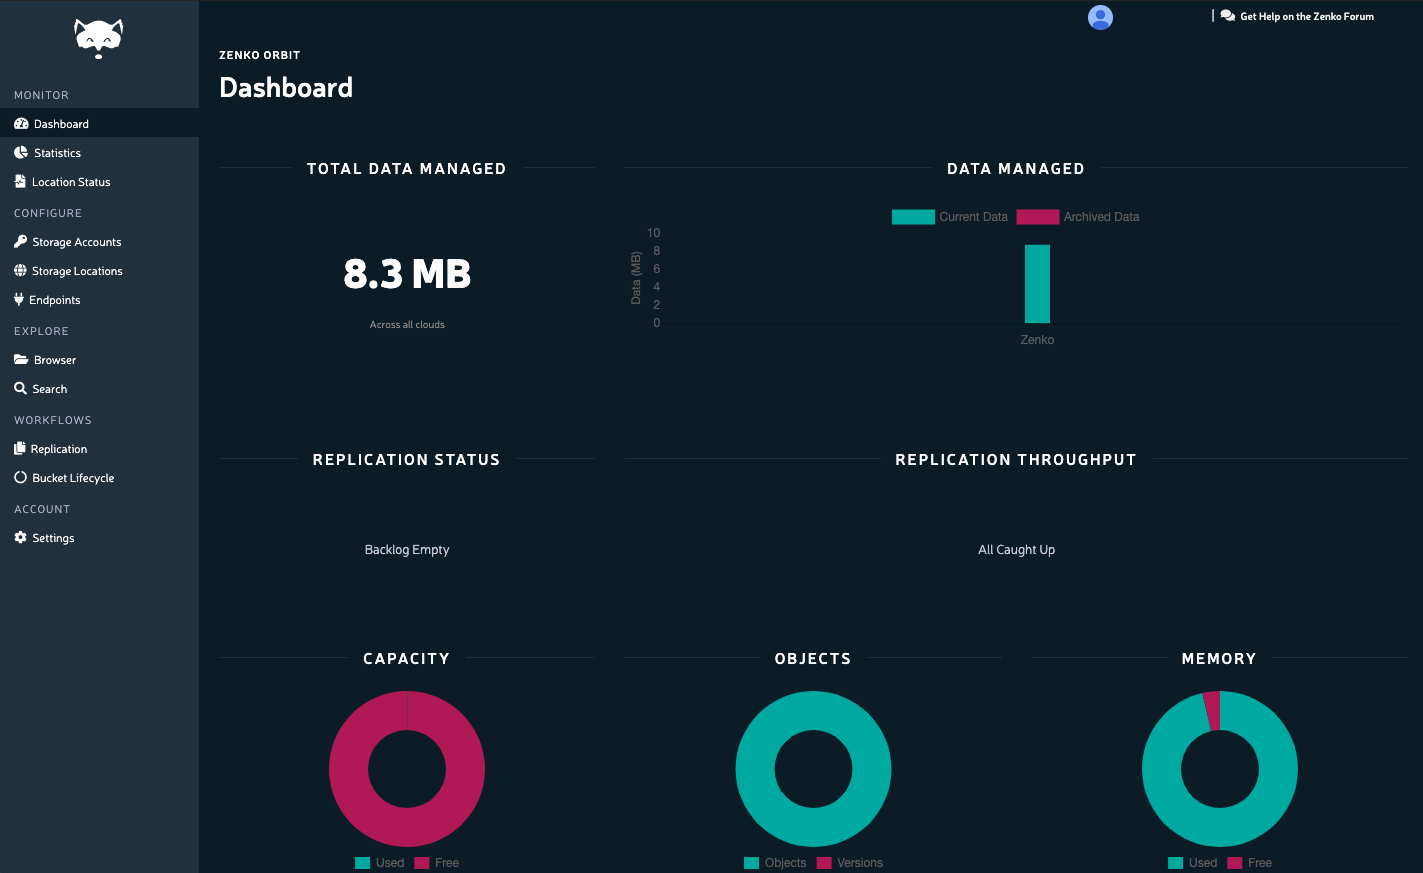 Get Help on the Zenko Forum
ZENKO ORBIT
Dashboard
MONITOR
Dashboard
Statistics
Location Status
CONFIGURE
Storage Accounts
Storage Locations
Endpoints
EXPLORE
Browser
Search
WORKFLOWS
Replication
Bucket Lifecycle
ACCOUNT
Settings
TOTAL DATA MANAGED
8.3 MB
Across all clouds
DATA MANAGED
Current Data Archived Data
Data (MB)
10
8
6
4
2
0
Zenko
REPLICATION STATUS
Backlog Empty
REPLICATION THROUGHPUT
All Caught Up
CAPACITY
Used Free
OBJECTS
Objects Versions
MEMORY
Used Free